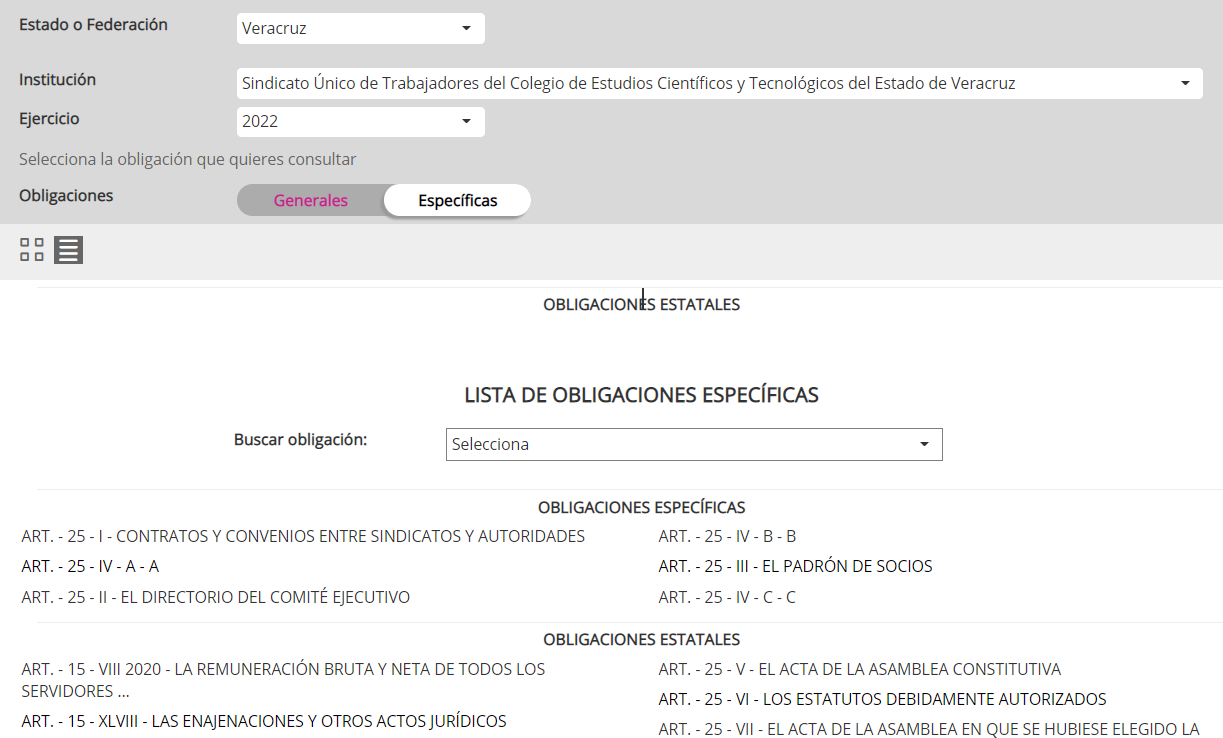 Estado o Federación
Veracruz
Institución
Sindicato Único de Trabajadores del Colegio de Estudios Científicos y Tecnológicos del Estado de Veracruz
Ejercicio
2022
Selecciona la obligación que quieres consultar
Obligaciones
Generales
Específicas
OBLIGACIONES ESTATALES
LISTA DE OBLIGACIONES ESPECÍFICAS
Buscar obligación:
Selecciona
OBLIGACIONES ESPECÍFICAS
ART. - 25 - I - CONTRATOS Y CONVENIOS ENTRE SINDICATOS Y AUTORIDADES
ART. - 25 - IV - A - A
ART. - 25 - II - EL DIRECTORIO DEL COMITÉ EJECUTIVO
ART. - 25 - IV - B - B
ART. - 25 - III - EL PADRÓN DE SOCIOS
ART. - 25 - IV - C - C
OBLIGACIONES ESTATALES
ART. - 15 - VIII 2020 - LA REMUNERACIÓN BRUTA Y NETA DE TODOS LOS
SERVIDORES ...
ART. - 15 - XLVIII - LAS ENAJENACIONES Y OTROS ACTOS JURÍDICOS
ART. - 25 - V - EL ACTA DE LA ASAMBLEA CONSTITUTIVA
ART. - 25 - VI - LOS ESTATUTOS DEBIDAMENTE AUTORIZADOS
ART. - 25 - VII - EL ACTA DE LA ASAMBLEA EN QUE SE HUBIESE ELEGIDO LA